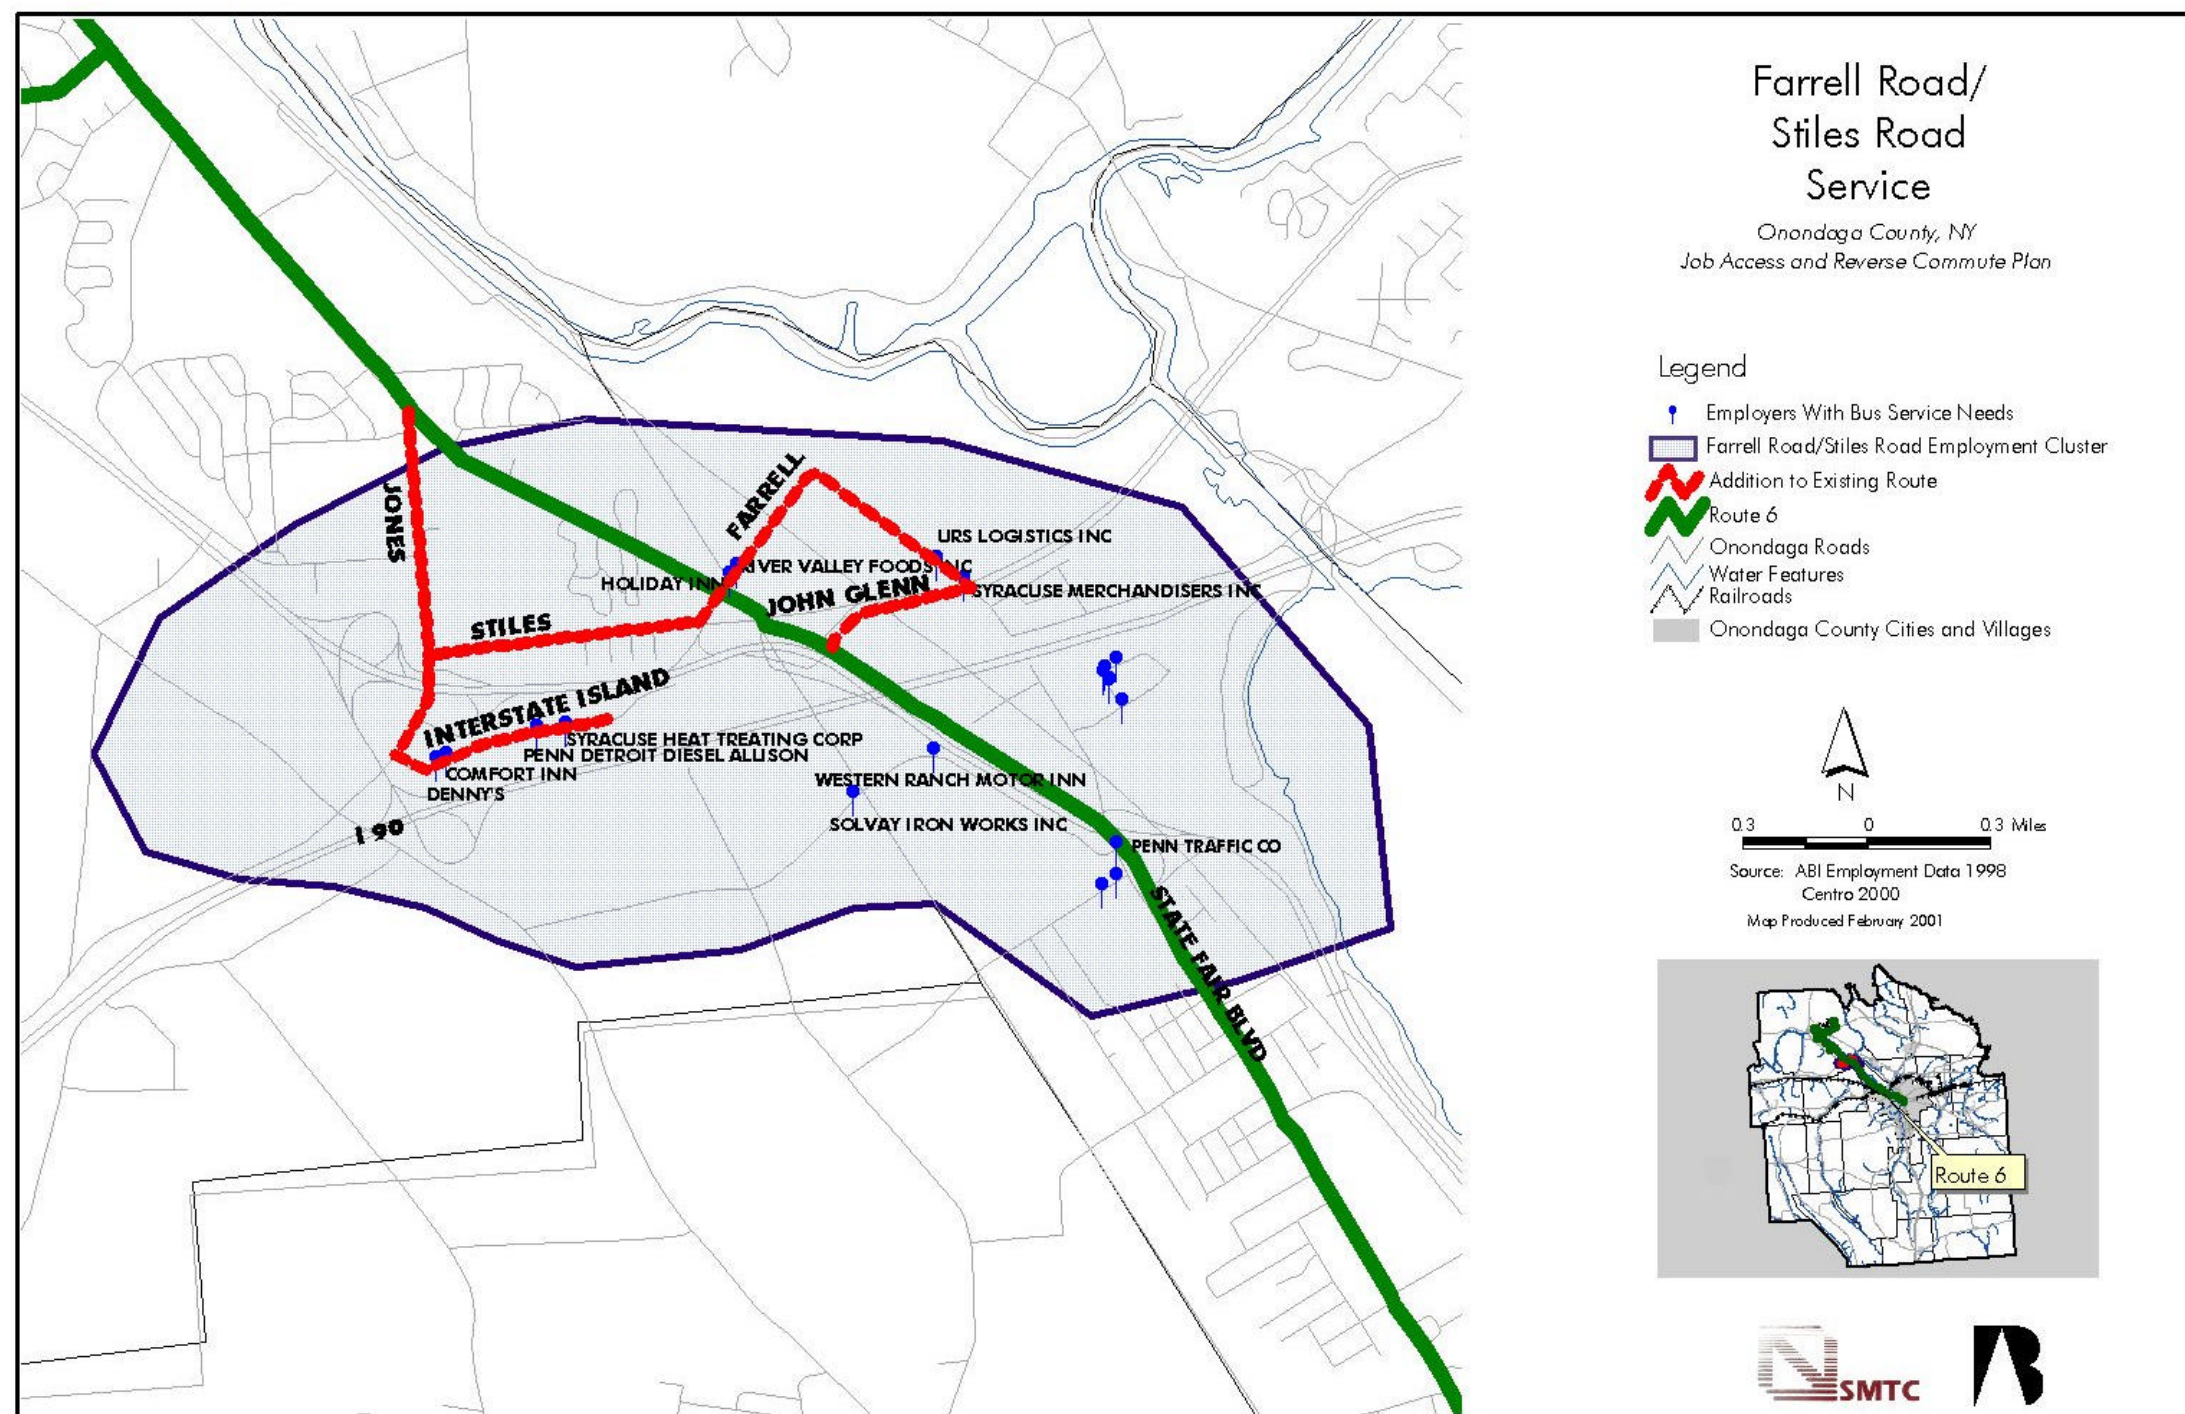 Farrell Road/
Stiles Road
Service
Onondaga County, NY
Job Access and Reverse Commute Plan
Legend
Employers With Bus Service Needs
Farrell Road/Stiles Road Employment Cluster
Addition to Existing Route
Route 6
Onondaga Roads
Water Features
Railroads
Onondaga County Cities and Villages
N
0.3 0 0.3 Miles
Source: ABI Employment Data 1998
Centro 2000
Map Produced February 2001
Route 6
SMTC
JONES
FARRELL
URS LOGISTICS INC
RIVER VALLEY FOODS INC
HOLIDAY INN
JOHN GLENN
SYRACUSE MERCHANDISERS INC
STILES
INTERSTATE ISLAND
SYRACUSE HEAT TREATING CORP
PENN DETROIT DIESEL ALLISON
COMFORT INN
DENNY'S
WESTERN RANCH MOTOR INN
SOLVAY IRON WORKS INC
I 90
PENN TRAFFIC CO
STATE FAIR BLVD